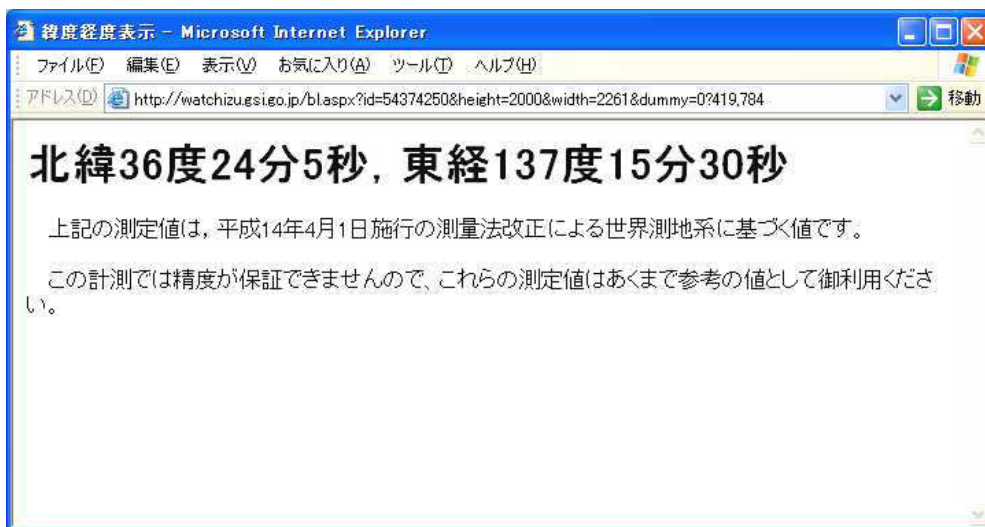 緯度経度表示 - Microsoft Internet Explorer
ファイル(F) 編集(E) 表示(V) お気に入り(A) ツール(T) ヘルプ(H)
アドレス(D) http://watchizu.gsi.go.jp/bl.aspx?id=54374250&height=2000&width=2261&dummy=0?419,784 移動
北緯36度24分5秒, 東経137度15分30秒
上記の測定値は, 平成14年4月1日施行の測量法改正による世界測地系に基づく値です。
この計測では精度が保証できませんので、これらの測定値はあくまで参考の値として御利用くださ
い。